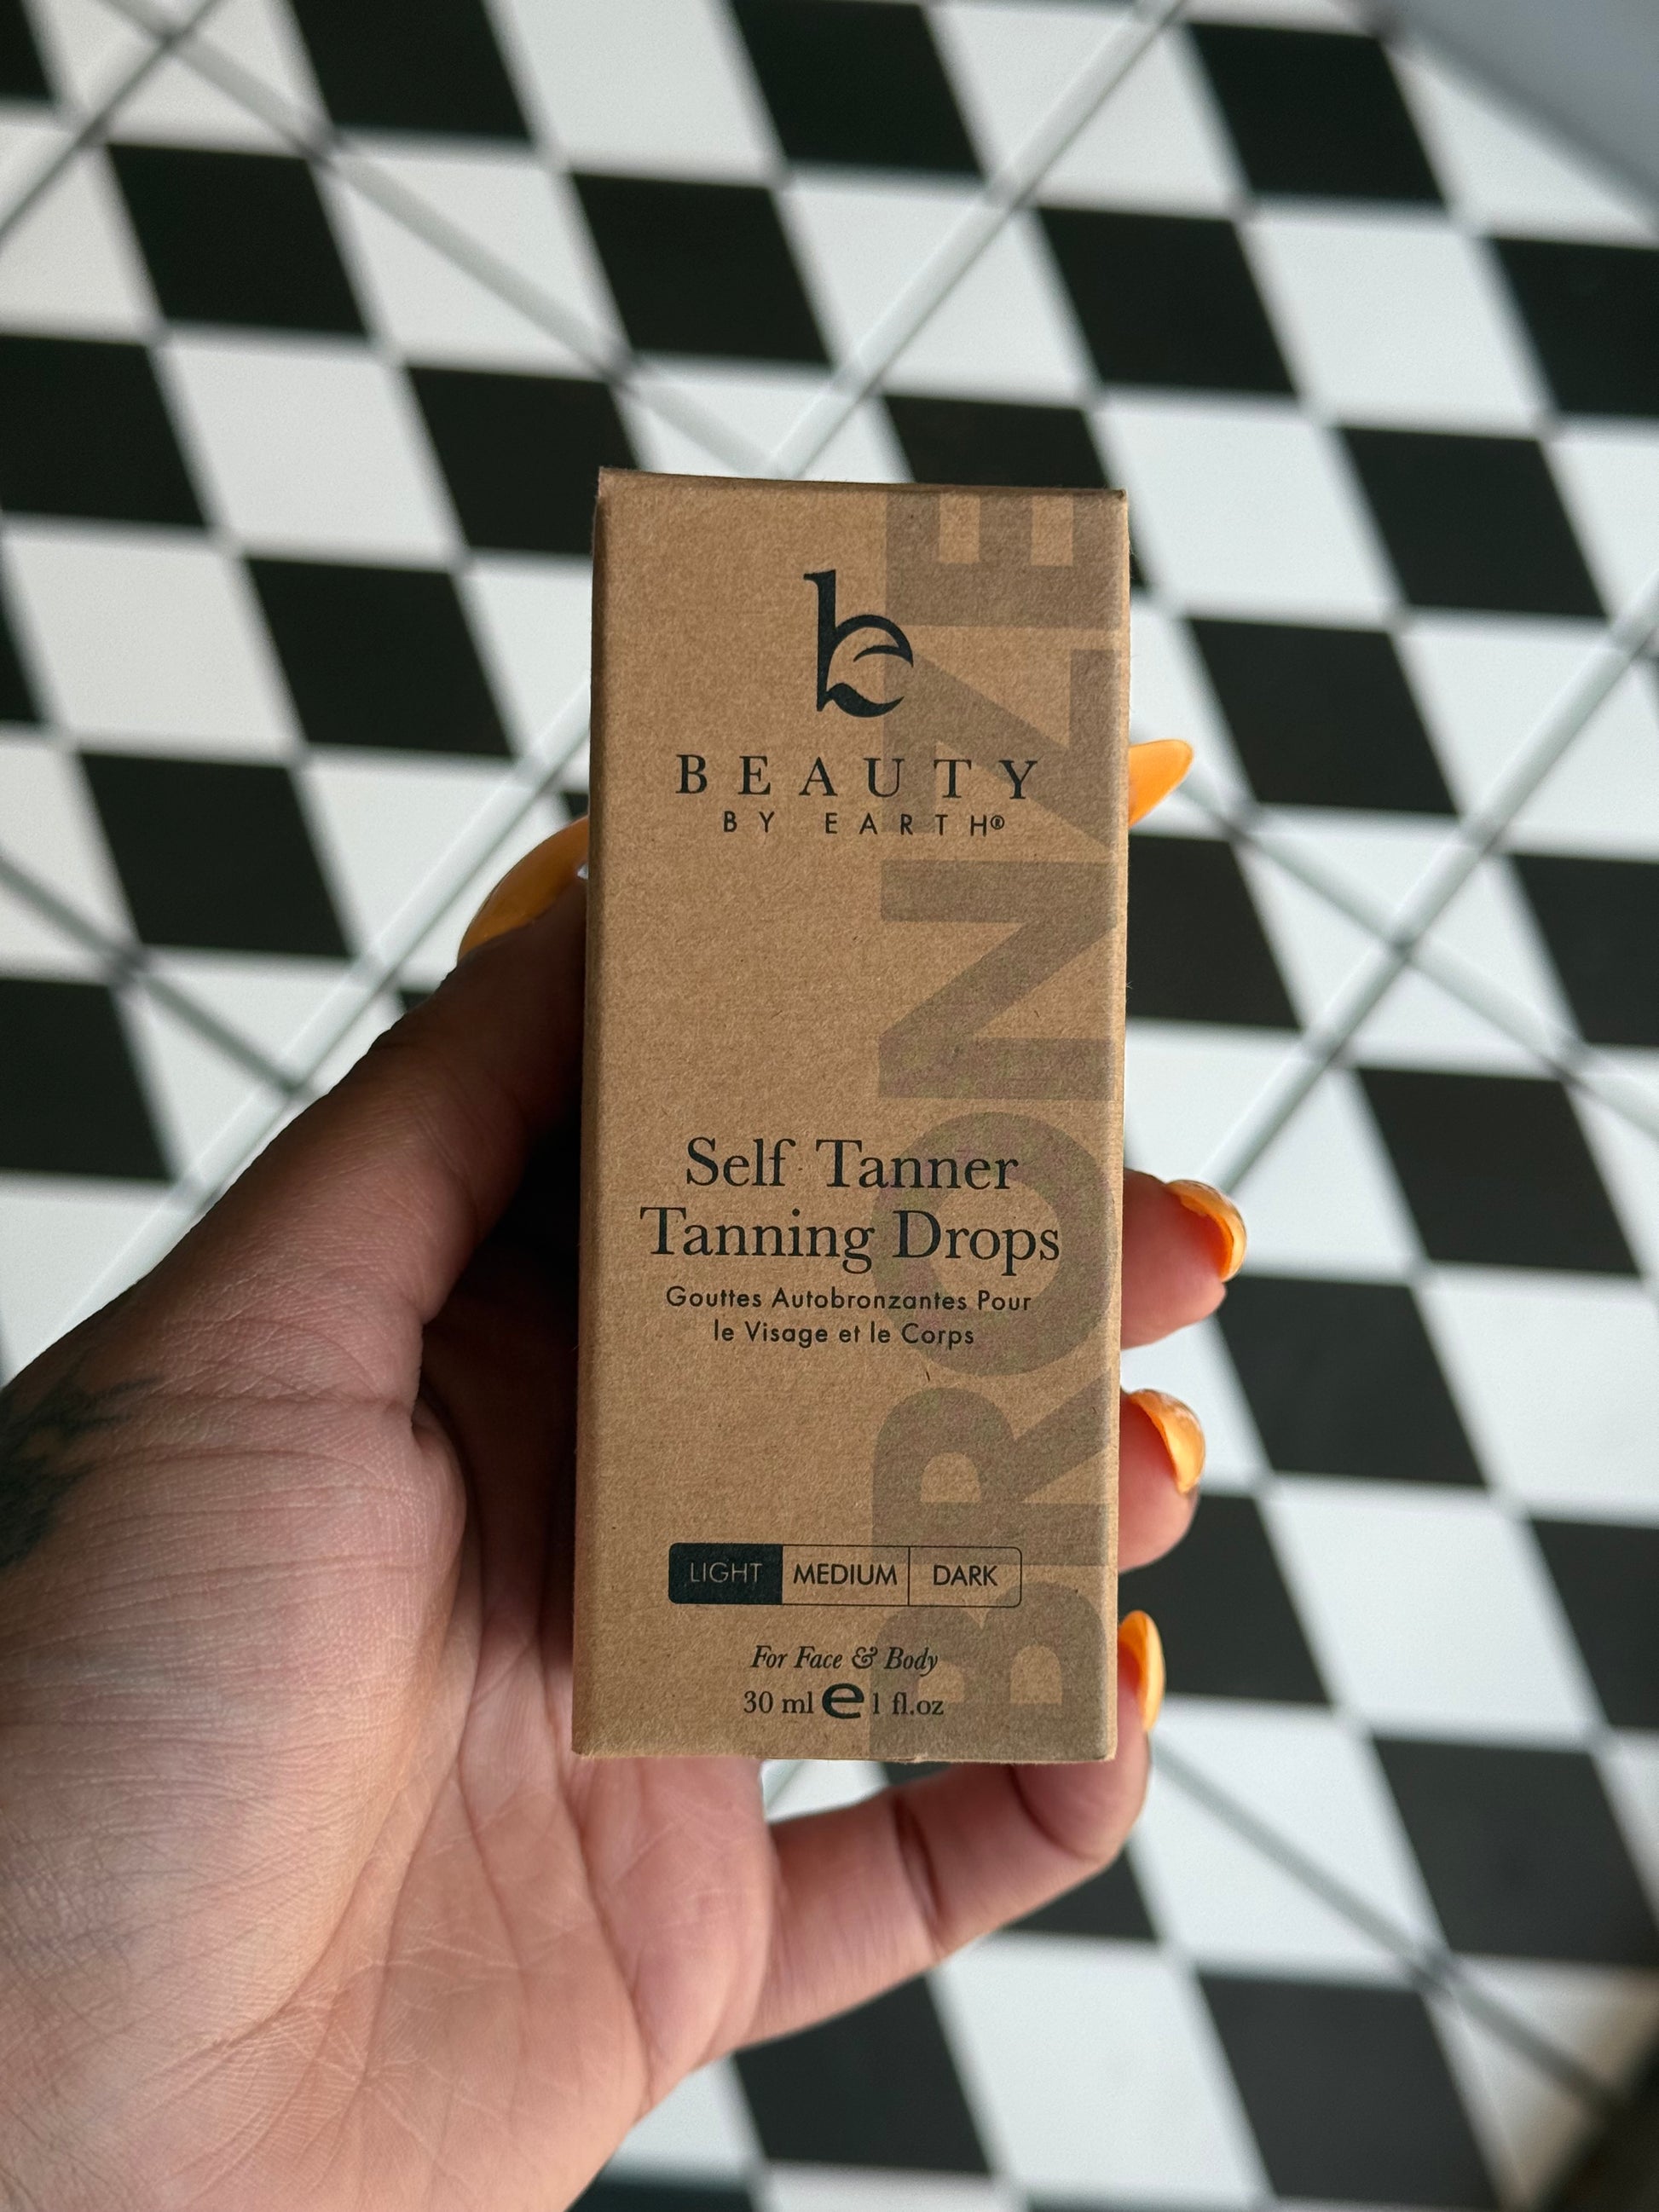 be
BEAUTY
BY EARTH®
BRONZE
Self Tanner
Tanning Drops
Gouttes Autobronzantes Pour
le Visage et le Corps
LIGHT MEDIUM DARK
For Face & Body
30 ml e 1 fl.oz